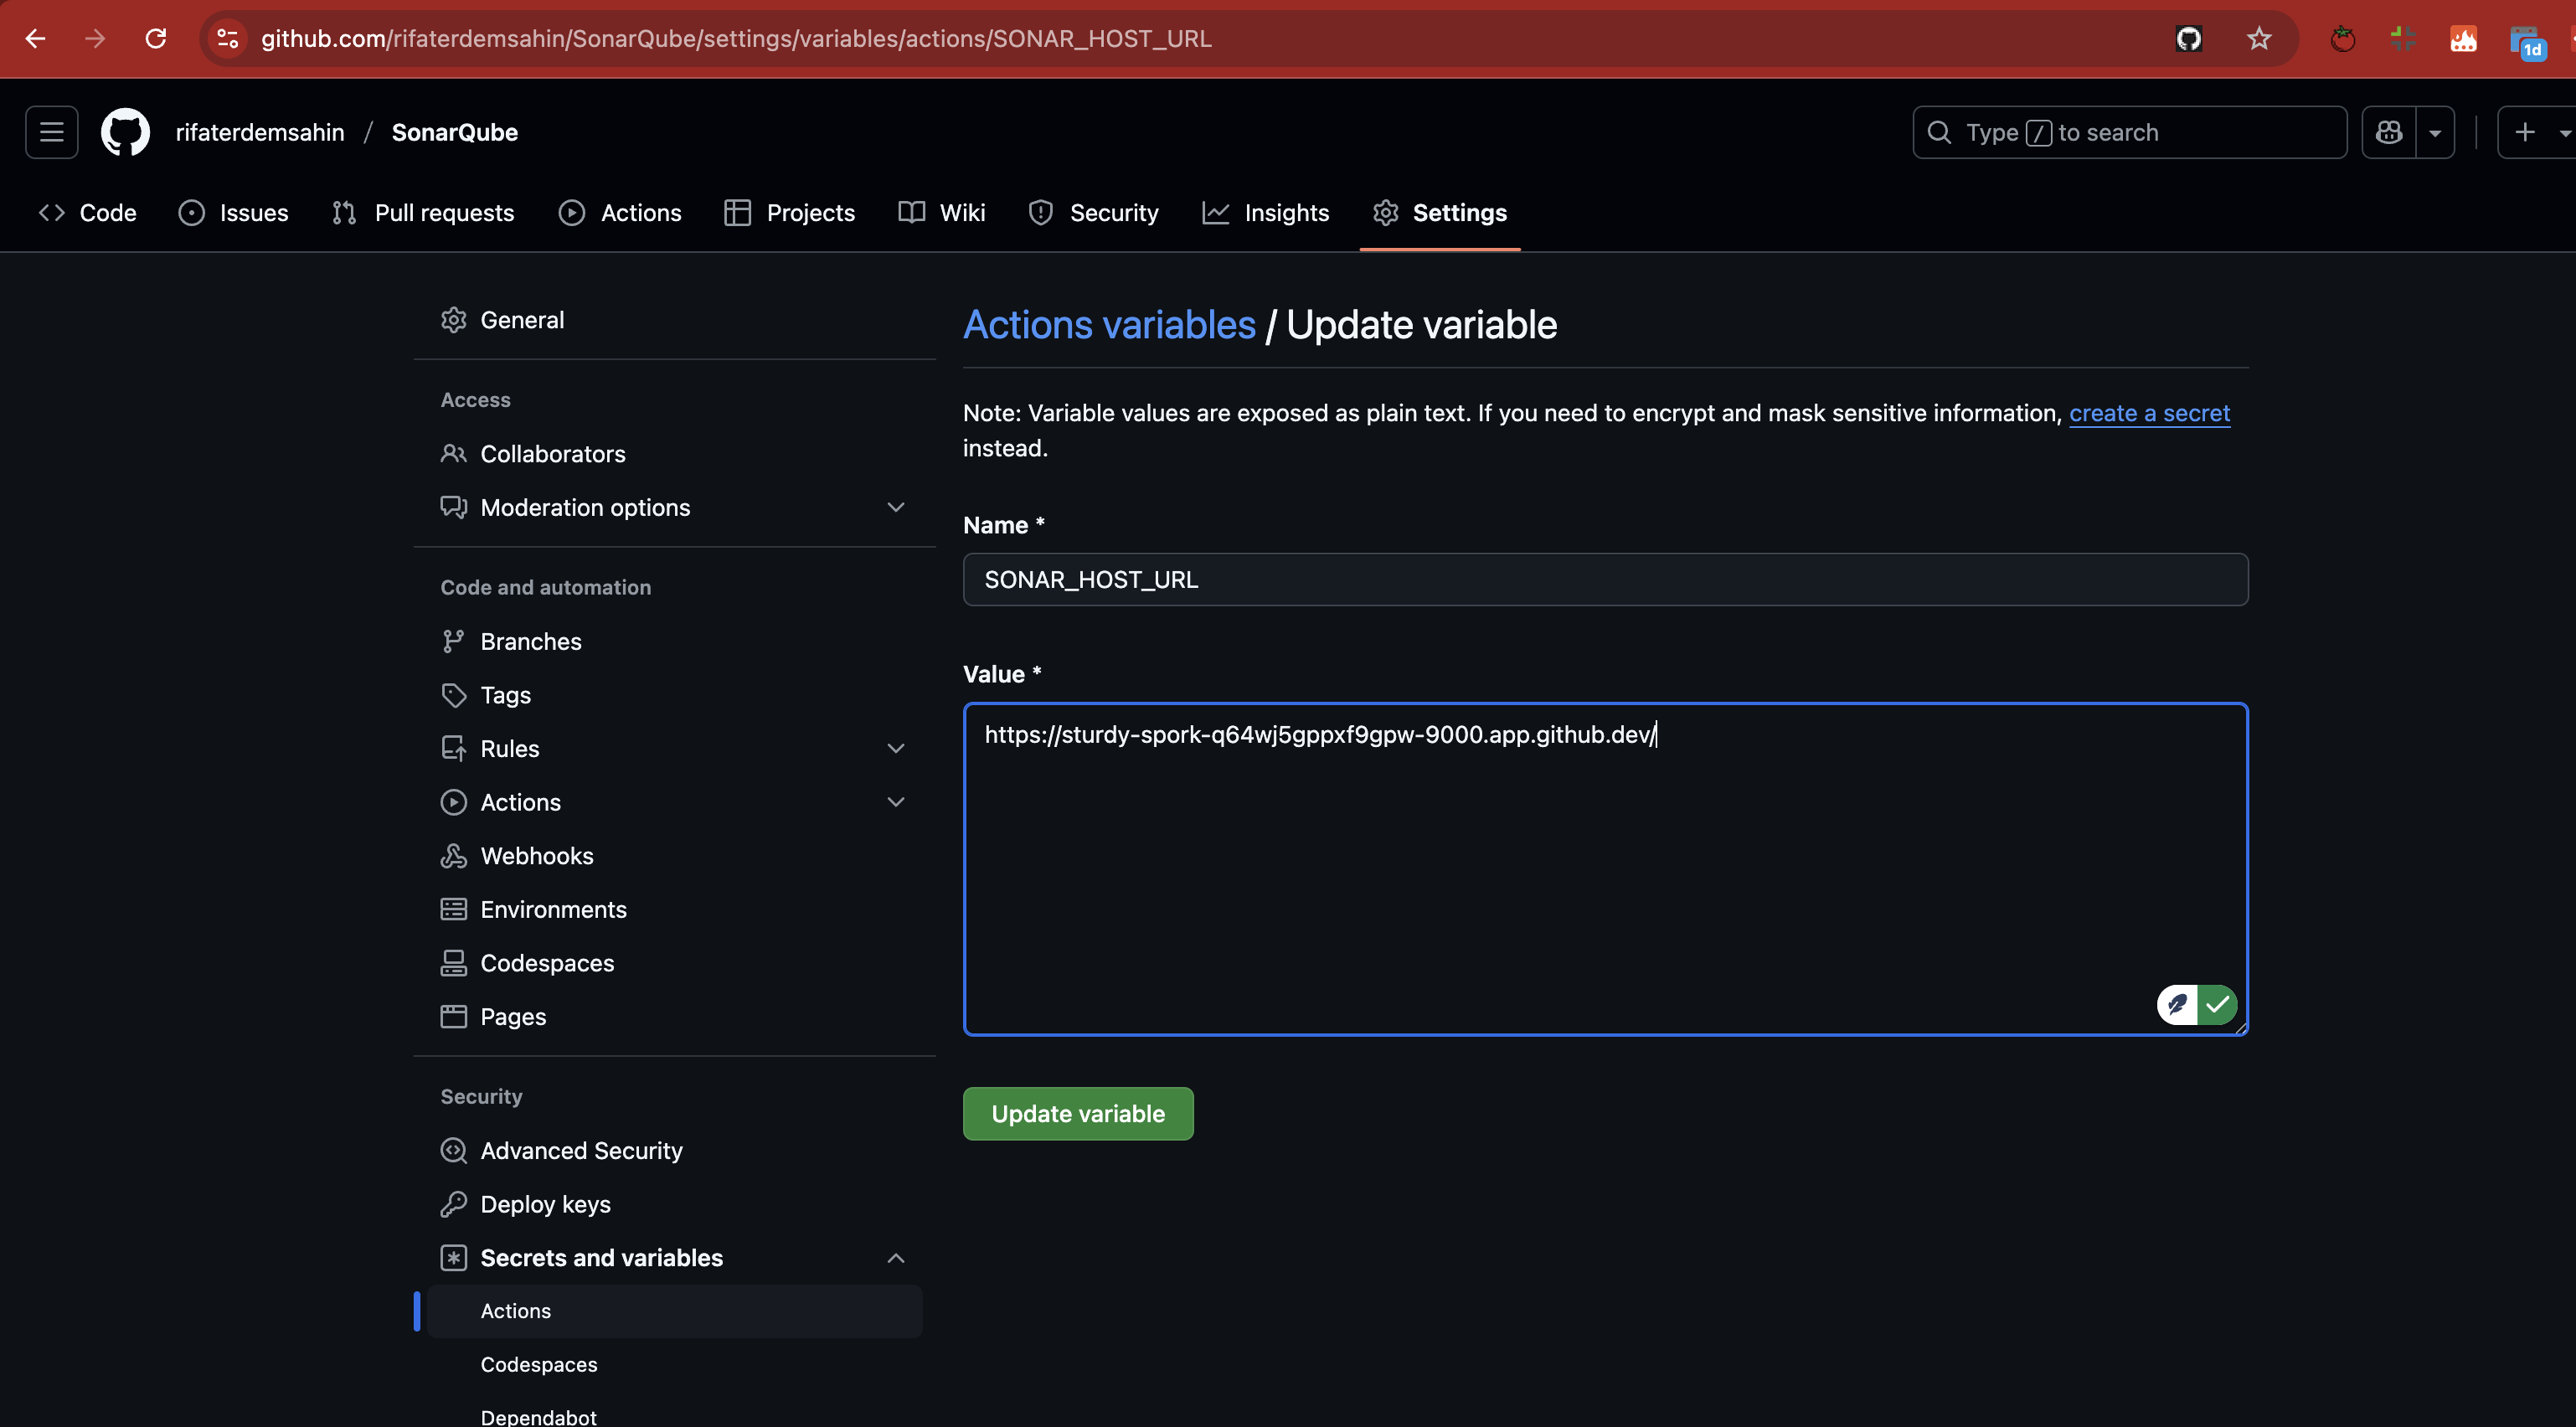 github.com/rifaterdemsahin/SonarQube/settings/variables/actions/SONAR_HOST_URL
1d
rifaterdemsahin / SonarQube
Type / to search
Code
Issues
Pull requests
Actions
Projects
Wiki
Security
Insights
Settings
General
Access
Collaborators
Moderation options
Code and automation
Branches
Tags
Rules
Actions
Webhooks
Environments
Codespaces
Pages
Security
Advanced Security
Deploy keys
Secrets and variables
Actions
Codespaces
Dependabot
Actions variables / Update variable
Note: Variable values are exposed as plain text. If you need to encrypt and mask sensitive information, create a secret
instead.
Name *
SONAR_HOST_URL
Value *
https://sturdy-spork-q64wj5gppxf9gpw-9000.app.github.dev/
Update variable